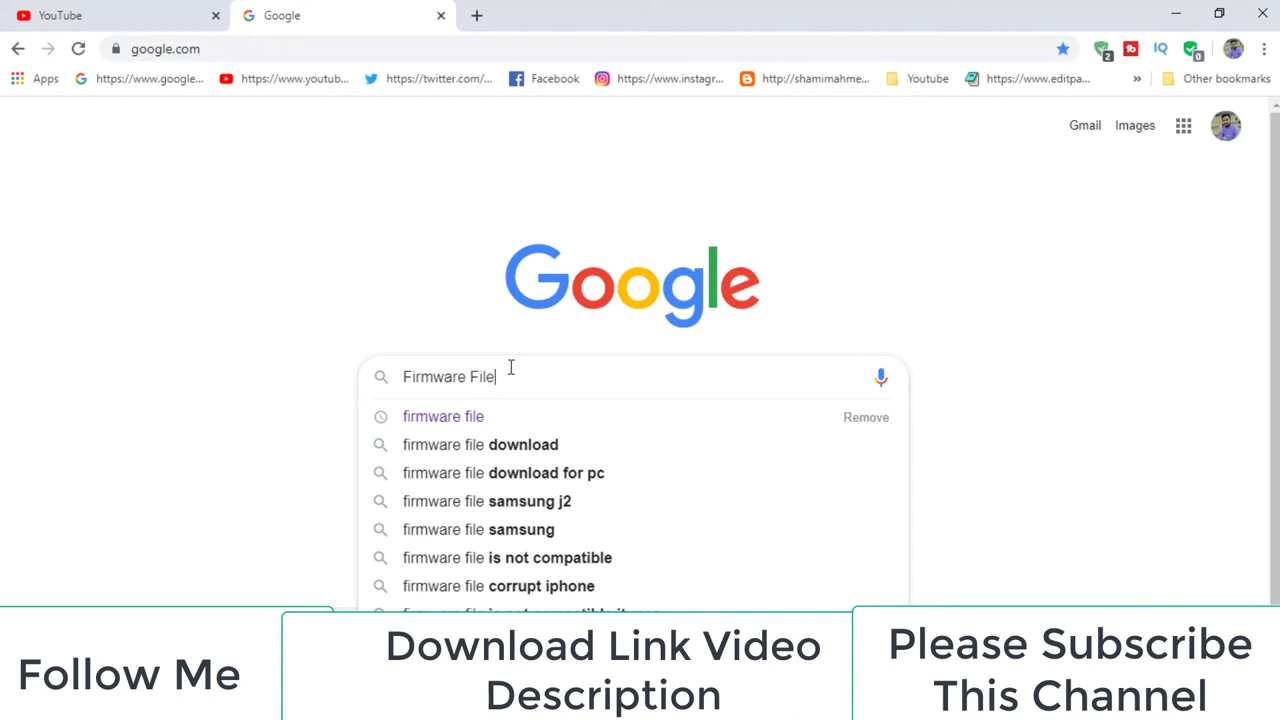 YouTube
Google
google.com
2
IQ
0
Apps
https://www.google...
https://www.youtub...
https://twitter.com/...
Facebook
https://www.instagr...
http://shamimahme...
Youtube
https://www.editpa...
»
Other bookmarks
Gmail
Images
Google
Firmware File
firmware file
Remove
firmware file download
firmware file download for pc
firmware file samsung j2
firmware file samsung
firmware file is not compatible
firmware file corrupt iphone
Follow Me
Download Link Video
Description
Please Subscribe
This Channel